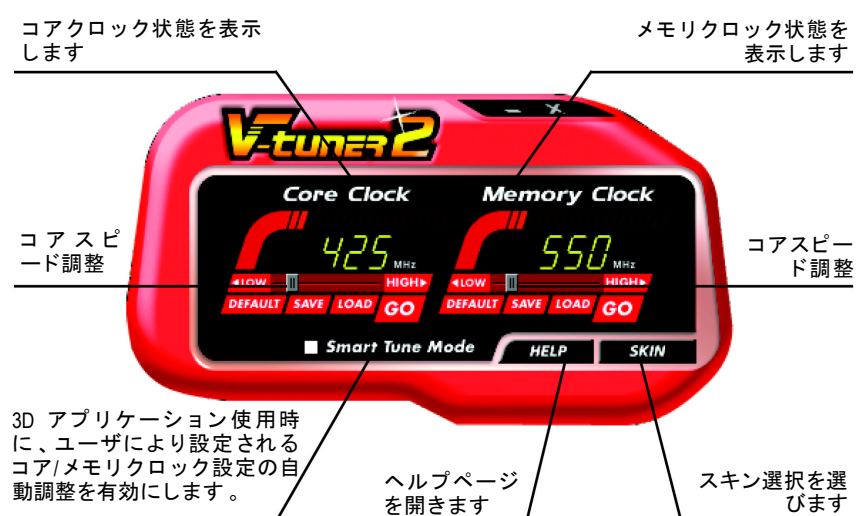 コアクロック状態を表示
します
メモリクロック状態を
表示します
V-TUNER 2
Core Clock
Memory Clock
425 MHz
550 MHz
コアスピ
ード調整
コアスピー
ド調整
LOW HIGH
LOW HIGH
DEFAULT SAVE LOAD GO
DEFAULT SAVE LOAD GO
Smart Tune Mode
HELP
SKIN
3D アプリケーション使用時
に、ユーザにより設定される
コア/メモリクロック設定の自
動調整を有効にします。
ヘルプページ
を開きます
スキン選択を選
びます